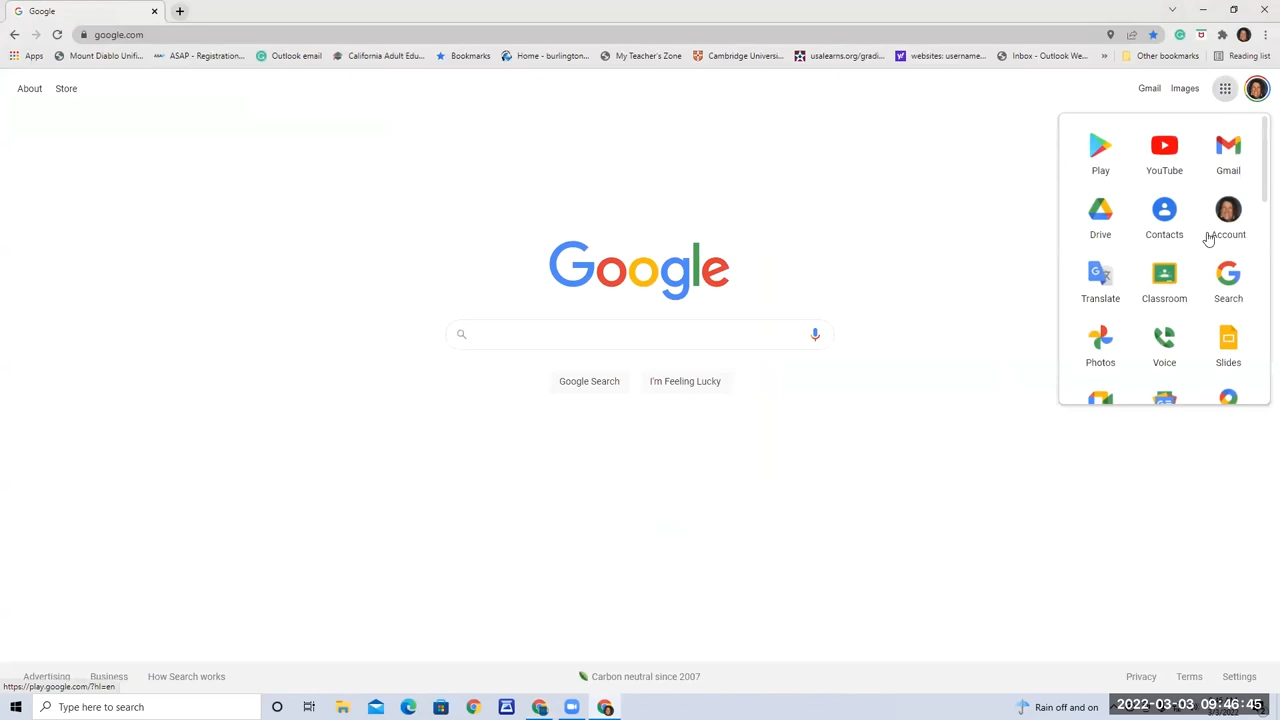 Google
google.com
Apps
Mount Diablo Unifi...
ASAP - Registration...
Outlook email
California Adult Edu...
Bookmarks
Home - burlington...
My Teacher's Zone
Cambridge Universi...
usalearns.org/gradi...
websites: username...
Inbox - Outlook We...
»
Other bookmarks
Reading list
About
Store
Gmail
Images
Play
YouTube
Gmail
Drive
Contacts
Account
Translate
Classroom
Search
Photos
Voice
Slides
Google
Google Search
I'm Feeling Lucky
Advertising
Business
How Search works
Carbon neutral since 2007
Privacy
Terms
Settings
https://play.google.com/?hl=en
Type here to search
Rain off and on
2022-03-03 09:46:45